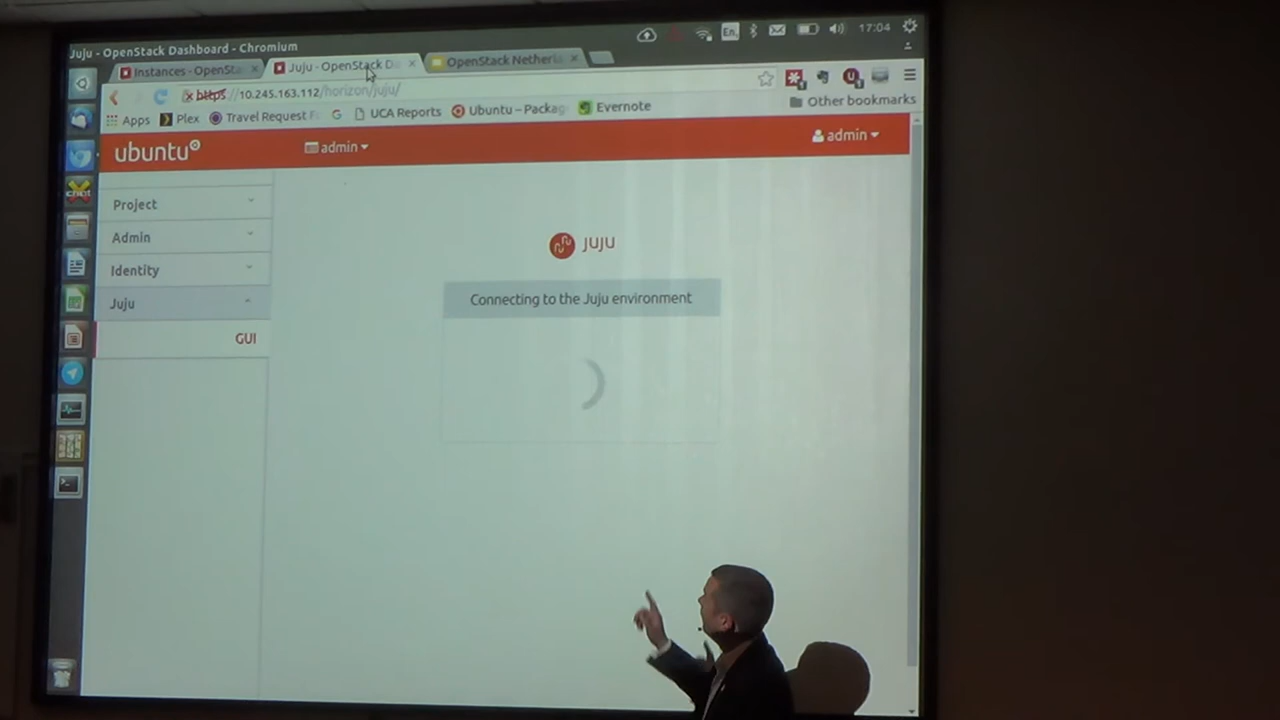 Juju - OpenStack Dashboard - Chromium
En
17:04
Instances - OpenSta
Juju - OpenStack Da
OpenStack Netherla
https://10.245.163.112/horizon/juju/
Apps
Plex
Travel Request F
UCA Reports
Ubuntu – Packag
Evernote
Other bookmarks
ubuntu
admin
admin
Project
Admin
Identity
Juju
GUI
juju
Connecting to the Juju environment